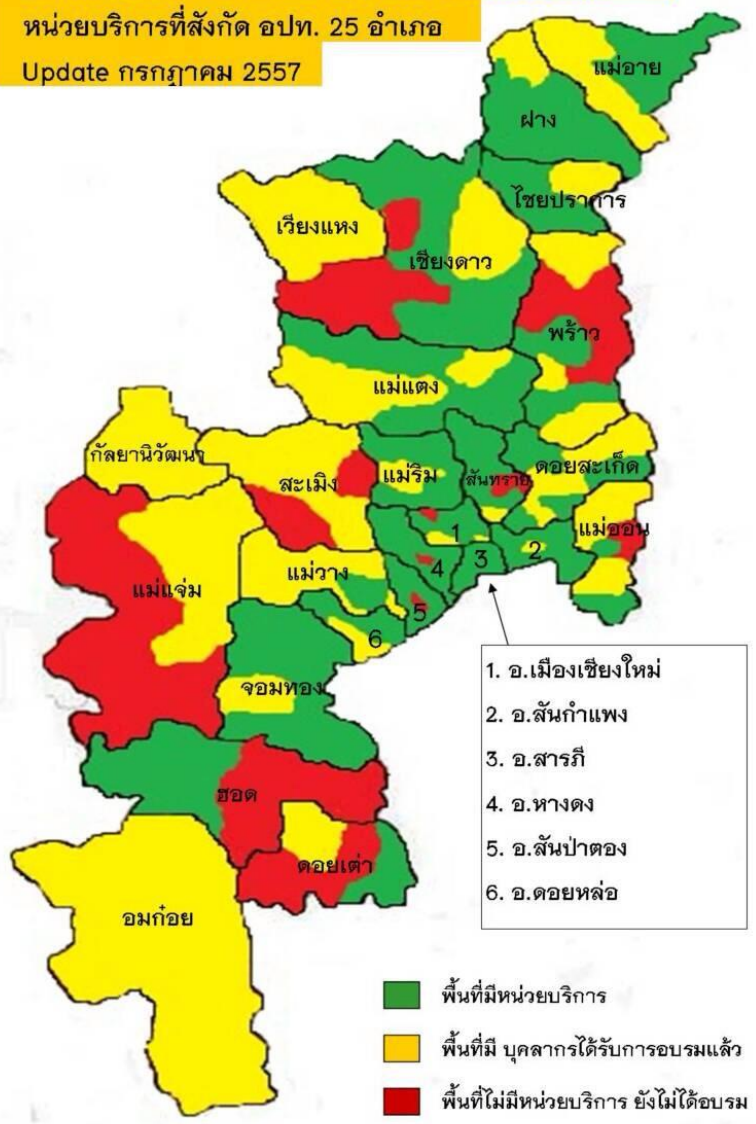 หน่วยบริการที่สังกัด อปท. 25 อำเภอ
Update กรกฎาคม 2557
แม่อาย
ฝาง
ไชยปราการ
เวียงแหง
เชียงดาว
พร้าว
แม่แตง
กัลยานิวัฒนา
สะเมิง
แม่ริม
สันทราย
ดอยสะเก็ด
แม่ออน
1
2
3
4
แม่วาง
แม่แจ่ม
5
6
จอมทอง
ฮอด
ดอยเต่า
อมก๋อย
1. อ.เมืองเชียงใหม่
2. อ.สันกำแพง
3. อ.สารภี
4. อ.หางดง
5. อ.สันป่าตอง
6. อ.ดอยหล่อ
พื้นที่มีหน่วยบริการ
พื้นที่มี บุคลากรได้รับการอบรมแล้ว
พื้นที่ไม่มีหน่วยบริการ ยังไม่ได้อบรม